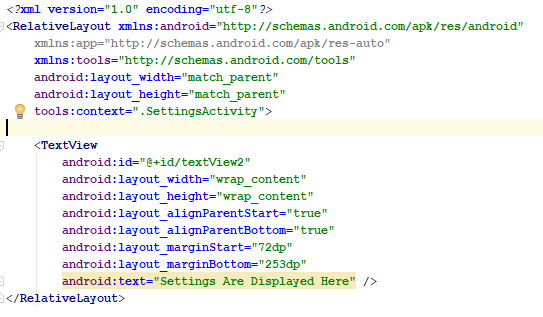 <?xml version="1.0" encoding="utf-8"?>
<RelativeLayout xmlns:android="http://schemas.android.com/apk/res/android"
    xmlns:app="http://schemas.android.com/apk/res-auto"
    xmlns:tools="http://schemas.android.com/tools"
    android:layout_width="match_parent"
    android:layout_height="match_parent"
    tools:context=".SettingsActivity">

    <TextView
        android:id="@+id/textView2"
        android:layout_width="wrap_content"
        android:layout_height="wrap_content"
        android:layout_alignParentStart="true"
        android:layout_alignParentBottom="true"
        android:layout_marginStart="72dp"
        android:layout_marginBottom="253dp"
        android:text="Settings Are Displayed Here" />
</RelativeLayout>